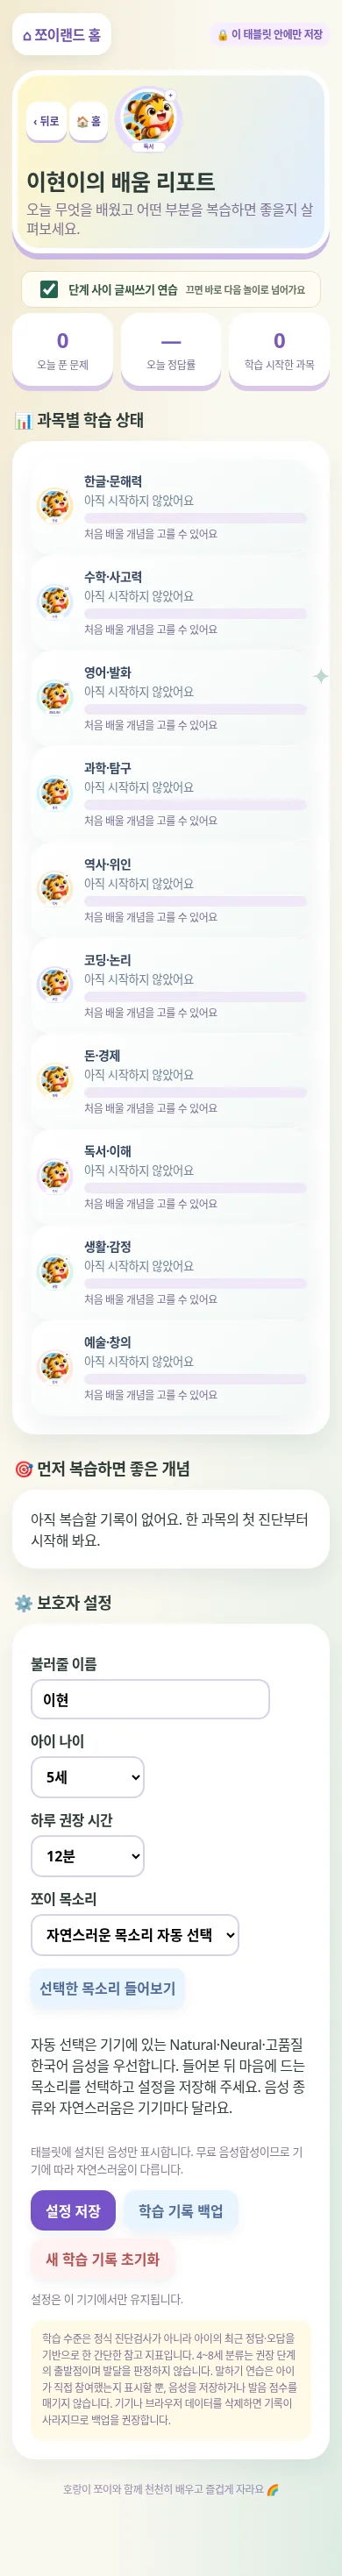 ⌂ 쪼이랜드 홈
🔒 이 태블릿 안에만 저장
‹ 뒤로
🏠 홈
독서
이현이의 배움 리포트
오늘 무엇을 배웠고 어떤 부분을 복습하면 좋을지 살
펴보세요.
단계 사이 글씨쓰기 연습 끄면 바로 다음 놀이로 넘어가요
0
오늘 푼 문제
—
오늘 정답률
0
학습 시작한 과목
📊 과목별 학습 상태
한글·문해력
아직 시작하지 않았어요
처음 배울 개념을 고를 수 있어요
수학·사고력
아직 시작하지 않았어요
처음 배울 개념을 고를 수 있어요
영어·발화
아직 시작하지 않았어요
처음 배울 개념을 고를 수 있어요
과학·탐구
아직 시작하지 않았어요
처음 배울 개념을 고를 수 있어요
역사·위인
아직 시작하지 않았어요
처음 배울 개념을 고를 수 있어요
코딩·논리
아직 시작하지 않았어요
처음 배울 개념을 고를 수 있어요
돈·경제
아직 시작하지 않았어요
처음 배울 개념을 고를 수 있어요
독서·이해
아직 시작하지 않았어요
처음 배울 개념을 고를 수 있어요
생활·감정
아직 시작하지 않았어요
처음 배울 개념을 고를 수 있어요
예술·창의
아직 시작하지 않았어요
처음 배울 개념을 고를 수 있어요
🎯 먼저 복습하면 좋은 개념
아직 복습할 기록이 없어요. 한 과목의 첫 진단부터
시작해 봐요.
⚙️ 보호자 설정
불러줄 이름
이현
아이 나이
5세
하루 권장 시간
12분
쪼이 목소리
자연스러운 목소리 자동 선택
선택한 목소리 들어보기
자동 선택은 기기에 있는 Natural·Neural·고품질
한국어 음성을 우선합니다. 들어본 뒤 마음에 드는
목소리를 선택하고 설정을 저장해 주세요. 음성 종
류와 자연스러움은 기기마다 달라요.
태블릿에 설치된 음성만 표시합니다. 무료 음성합성이므로 기
기에 따라 자연스러움이 다릅니다.
설정 저장
학습 기록 백업
새 학습 기록 초기화
설정은 이 기기에서만 유지됩니다.
학습 수준은 정식 진단검사가 아니라 아이의 최근 정답·오답을
기반으로 한 간단한 참고 지표입니다. 4~8세 분류는 권장 단계
의 출발점이며 발달을 판정하지 않습니다. 말하기 연습은 아이
가 직접 참여했는지 표시할 뿐, 음성을 저장하거나 발음 점수를
매기지 않습니다. 기기나 브라우저 데이터를 삭제하면 기록이
사라지므로 백업을 권장합니다.
호랑이 쪼이와 함께 천천히 배우고 즐겁게 자라요 🌈